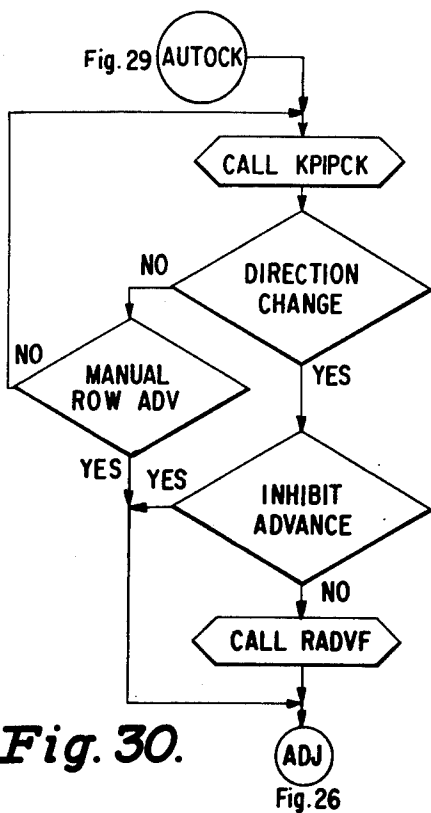 Fig. 29
AUTOCK
CALL KPIPCK
NO
DIRECTION
CHANGE
NO
MANUAL
ROW ADV
YES
YES
YES
INHIBIT
ADVANCE
NO
CALL RADVF
Fig. 30.
ADJ
Fig. 26